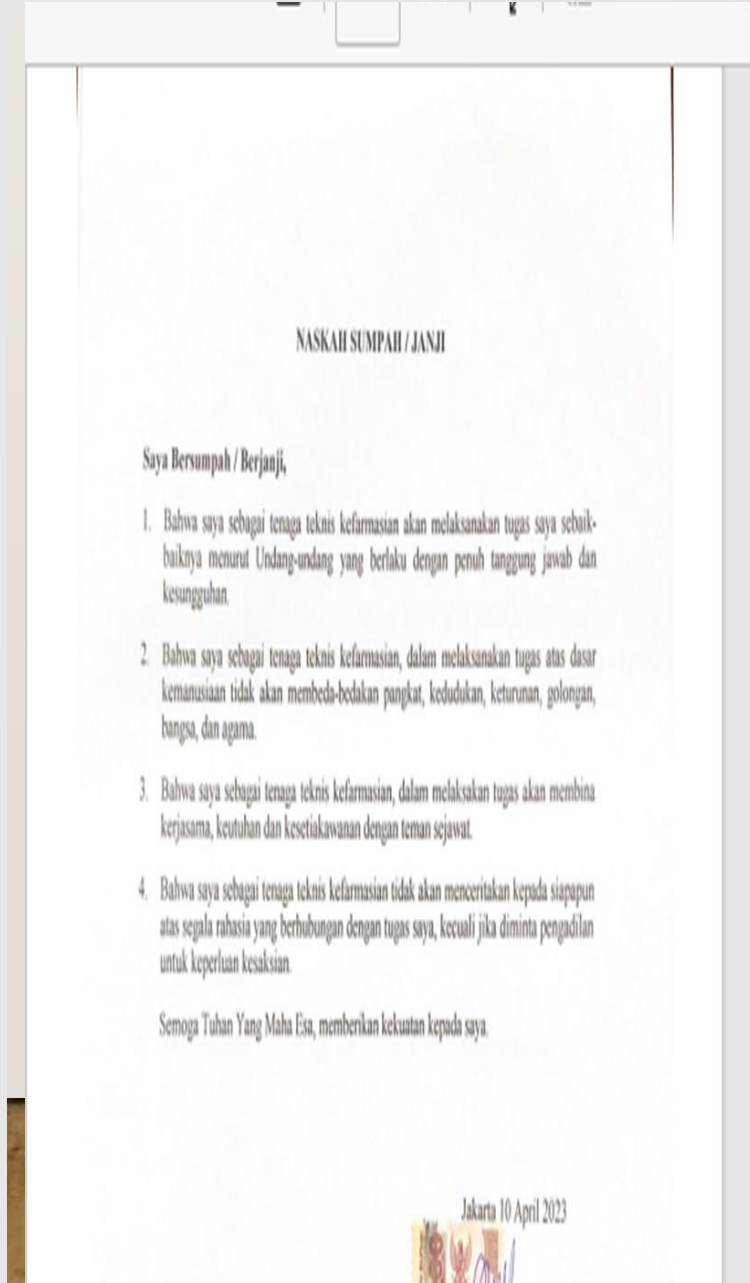 NASKAH SUMPAH / JANJI
Saya Bersumpah / Berjanji,
1. Bahwa saya sebagai tenaga teknis kefarmasian akan melaksanakan tugas saya sebaik-
baiknya menurut Undang-undang yang berlaku dengan penuh tanggung jawab dan
kesungguhan.
2. Bahwa saya sebagai tenaga teknis kefarmasian, dalam melaksanakan tugas atas dasar
kemanusiaan tidak akan membeda-bedakan pangkat, kedudukan, keturunan, golongan,
bangsa, dan agama.
3. Bahwa saya sebagai tenaga teknis kefarmasian, dalam melaksakan tugas akan membina
kerjasama, keutuhan dan kesetiakawanan dengan teman sejawat.
4. Bahwa saya sebagai tenaga teknis kefarmasian tidak akan menceritakan kepada siapapun
atas segala rahasia yang berhubungan dengan tugas saya, kecuali jika diminta pengadilan
untuk keperluan kesaksian.
Semoga Tuhan Yang Maha Esa, memberikan kekuatan kepada saya.
Jakarta 10 April 2023